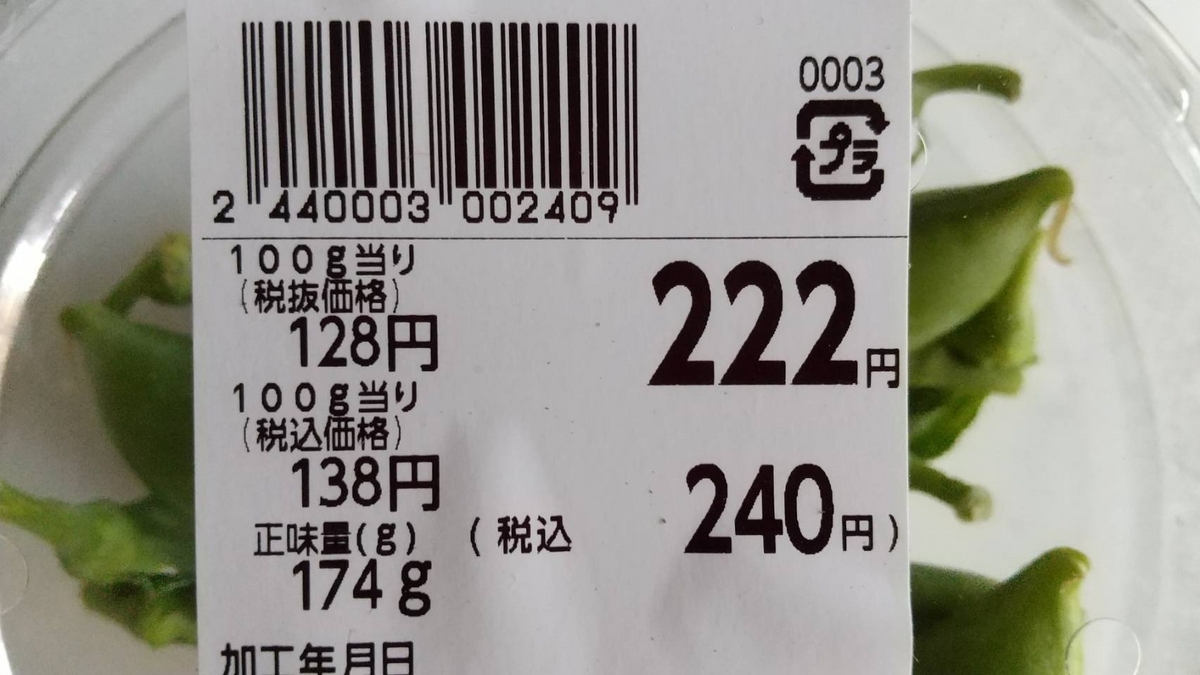 0003
プラ
2 440003 002409
100g当り
(税抜価格)
128円
222円
100g当り
(税込価格)
138円
正味量(g)
(税込 240円)
174g
加工年月日